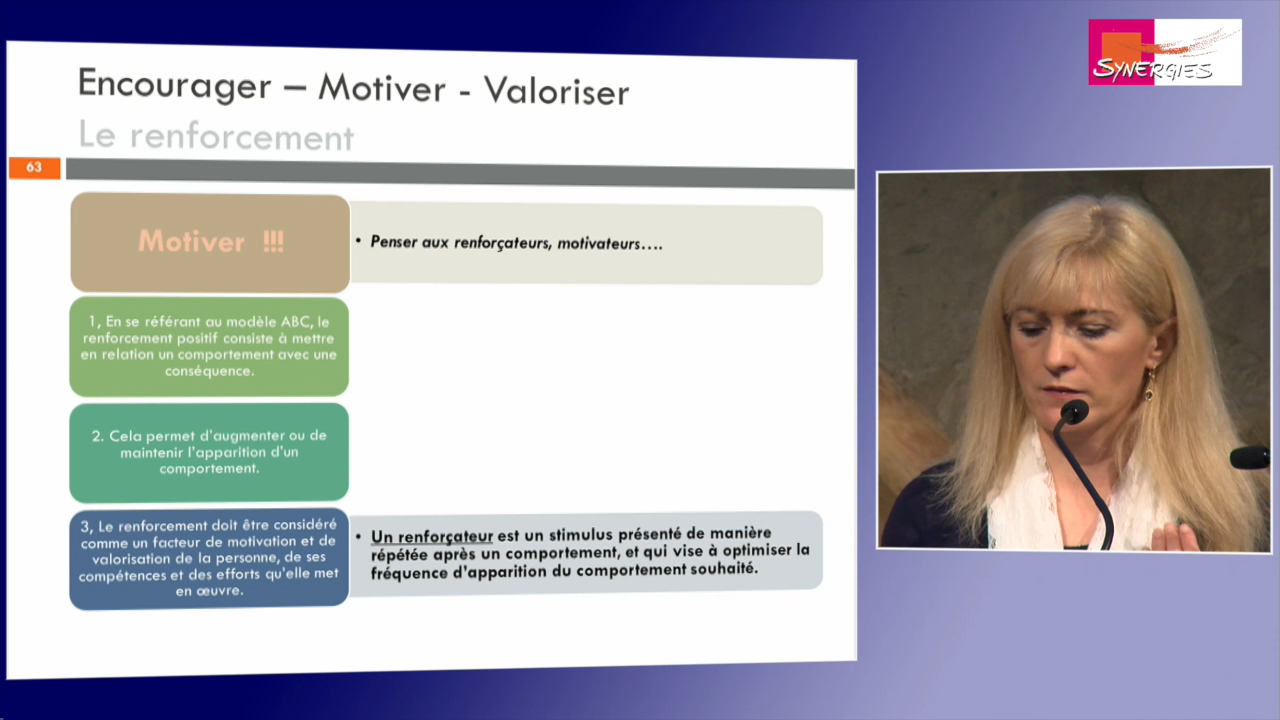 SYNERGIES
Encourager – Motiver - Valoriser
Le renforcement
63
Motiver !!!
• Penser aux renforçateurs, motivateurs….
1, En se référant au modèle ABC, le
renforcement positif consiste à mettre
en relation un comportement avec une
conséquence.
2. Cela permet d'augmenter ou de
maintenir l'apparition d'un
comportement.
3, Le renforcement doit être considéré
comme un facteur de motivation et de
valorisation de la personne, de ses
compétences et des efforts qu'elle met
en œuvre.
• Un renforçateur est un stimulus présenté de manière
répétée après un comportement, et qui vise à optimiser la
fréquence d'apparition du comportement souhaité.